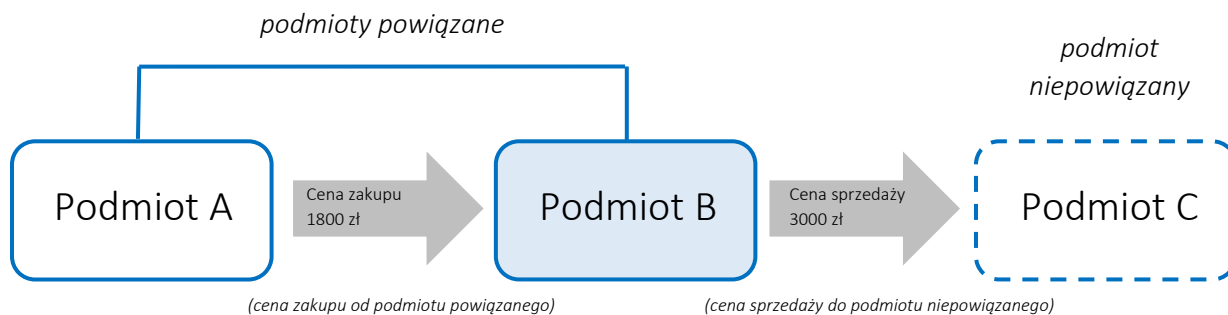 podmioty powiązane
podmiot
niepowiązany
Podmiot A
Cena zakupu
1800 zł
Podmiot B
Cena sprzedaży
3000 zł
Podmiot C
(cena zakupu od podmiotu powiązanego)
(cena sprzedaży do podmiotu niepowiązanego)